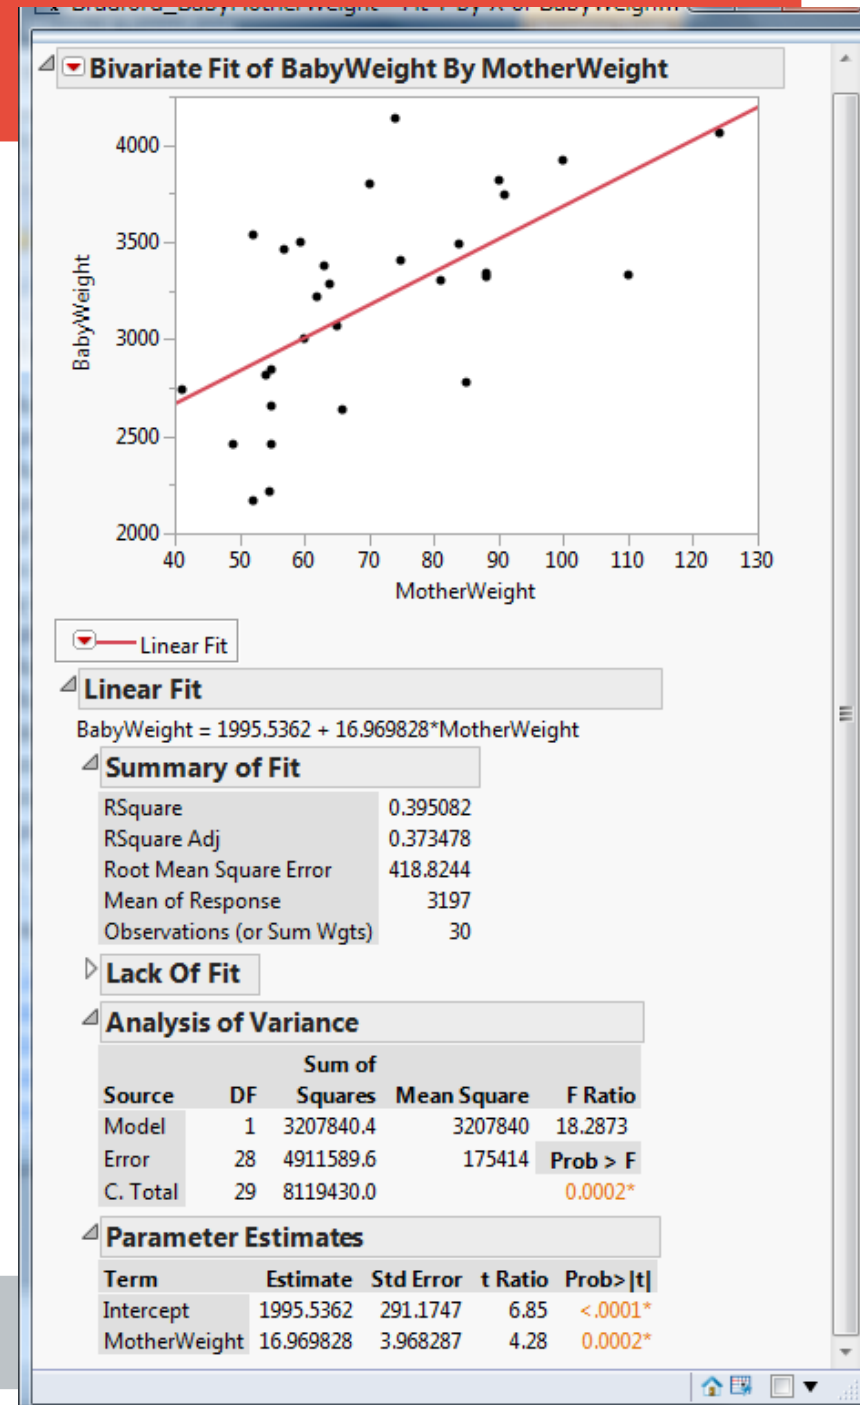 Bivariate Fit of BabyWeight By MotherWeight
4000
3500
3000
2500
2000
BabyWeight
40 50 60 70 80 90 100 110 120 130
MotherWeight
Linear Fit
Linear Fit
BabyWeight = 1995.5362 + 16.969828*MotherWeight
Summary of Fit
RSquare 0.395082
RSquare Adj 0.373478
Root Mean Square Error 418.8244
Mean of Response 3197
Observations (or Sum Wgts) 30
Lack Of Fit
Analysis of Variance
Sum of
Source DF Squares Mean Square F Ratio
Model 1 3207840.4 3207840 18.2873
Error 28 4911589.6 175414 Prob > F
C. Total 29 8119430.0 0.0002*
Parameter Estimates
Term Estimate Std Error t Ratio Prob>|t|
Intercept 1995.5362 291.1747 6.85 <.0001*
MotherWeight 16.969828 3.968287 4.28 0.0002*